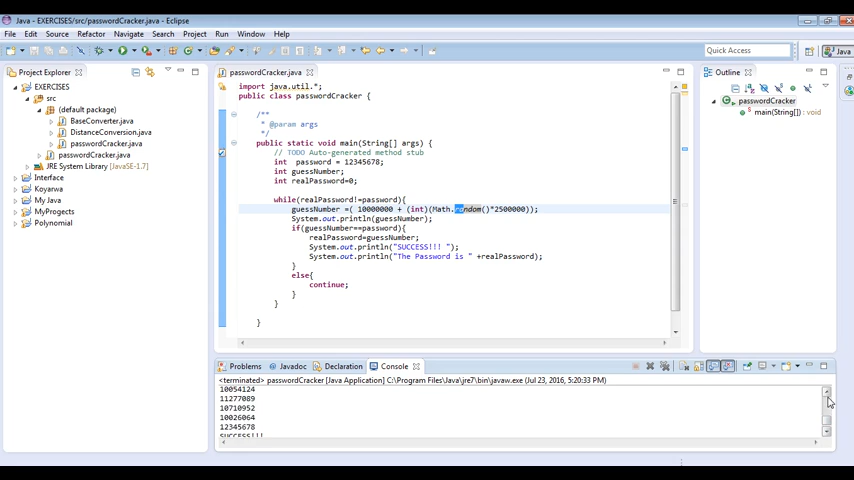 Java - EXERCISES/src/passwordCracker.java - Eclipse
File Edit Source Refactor Navigate Search Project Run Window Help
Quick Access
Java
Project Explorer
EXERCISES
src
(default package)
BaseConverter.java
DistanceConversion.java
passwordCracker.java
passwordCracker.java
JRE System Library [JavaSE-1.7]
Interface
Koyarwa
My Java
MyProgects
Polynomial
passwordCracker.java
import java.util.*;
public class passwordCracker {
/**
* @param args
*/
public static void main(String[] args) {
// TODO Auto-generated method stub
int password = 12345678;
int guessNumber;
int realPassword=0;
while(realPassword!=password){
guessNumber =( 10000000 + (int)(Math.random()*2500000));
System.out.println(guessNumber);
if(guessNumber==password){
realPassword=guessNumber;
System.out.println("SUCCESS!!! ");
System.out.println("The Password is " +realPassword);
}
else{
continue;
}
}
}
Outline
passwordCracker
main(String[]) : void
Problems Javadoc Declaration Console
<terminated> passwordCracker [Java Application] C:\Program Files\Java\jre7\bin\javaw.exe (Jul 23, 2016, 5:20:33 PM)
10054124
11277089
10710952
10026064
12345678
SUCCESS!!!